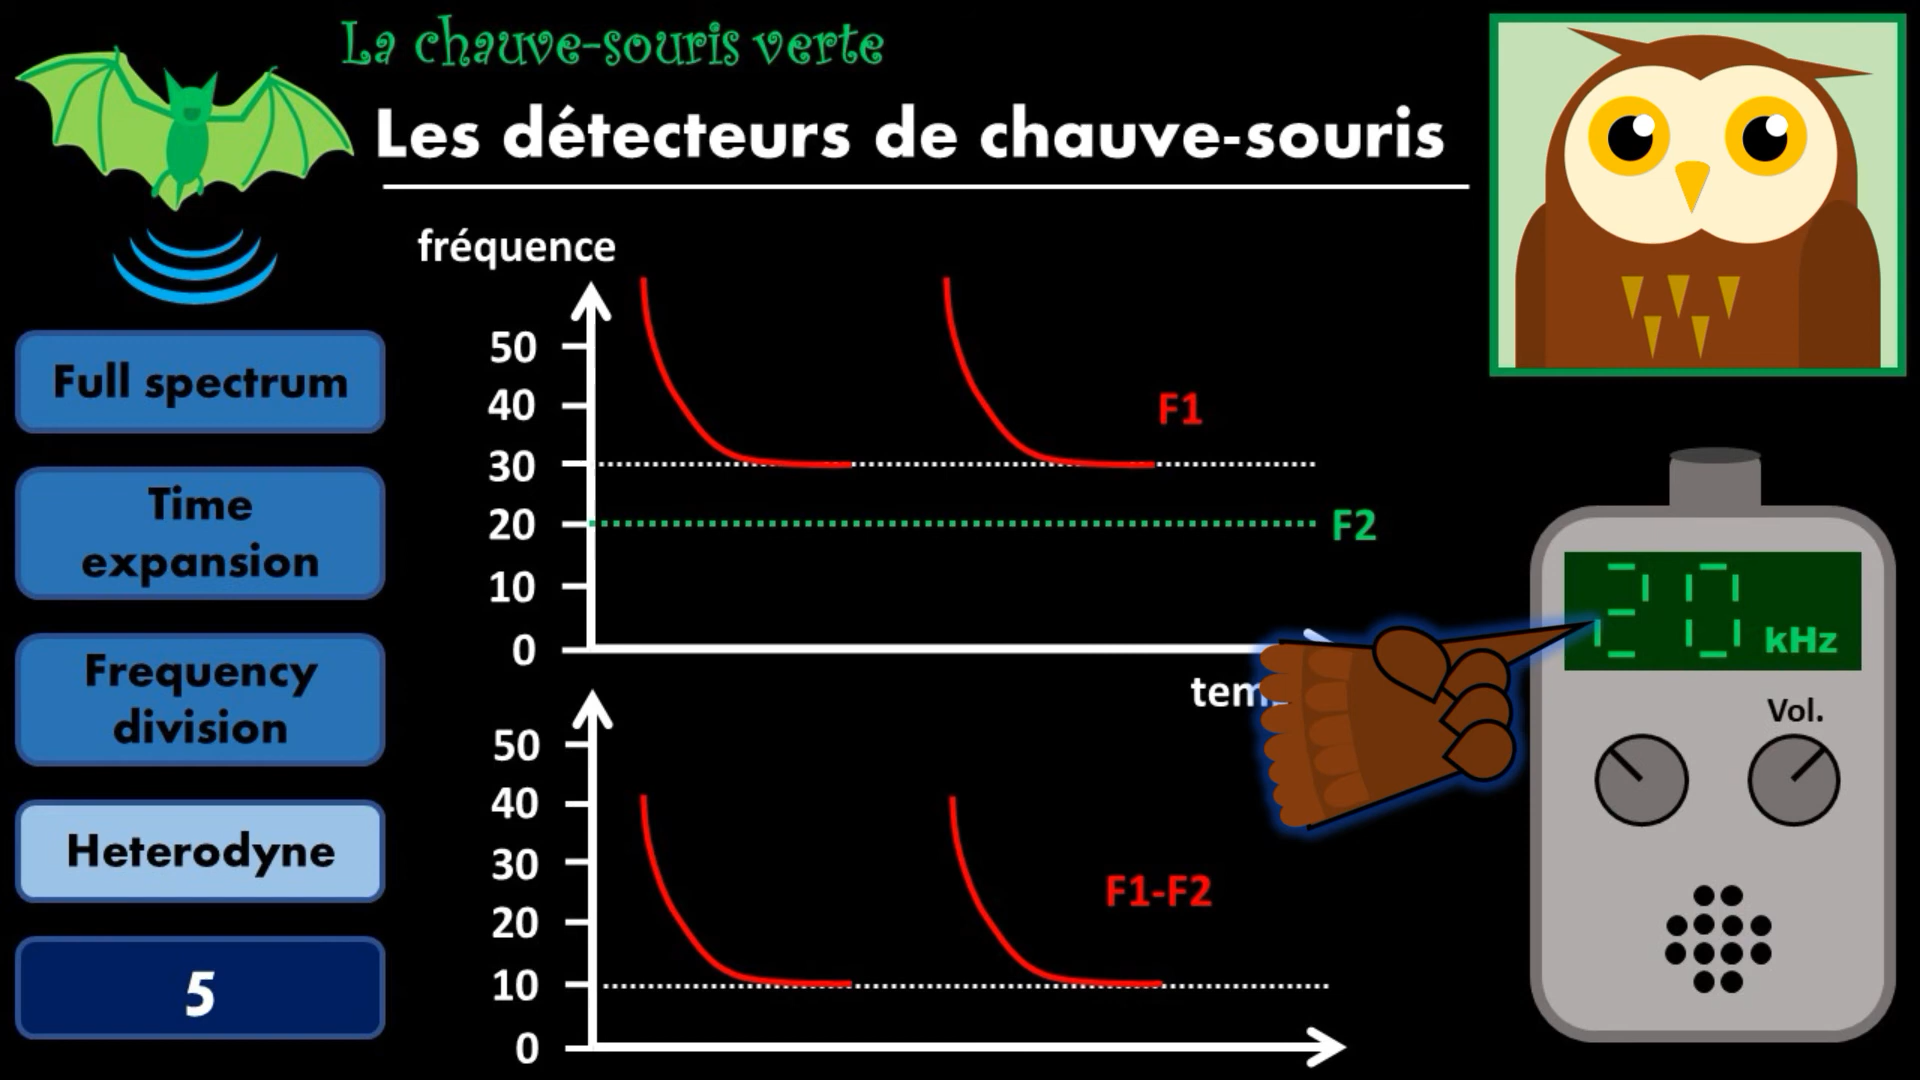 La chauve-souris verte
Les détecteurs de chauve-souris
fréquence
50
40
30
20
10
0
F1
F2
Full spectrum
Time
expansion
Frequency
division
Heterodyne
5
50
40
30
20
10
0
F1-F2
20 kHz
Vol.